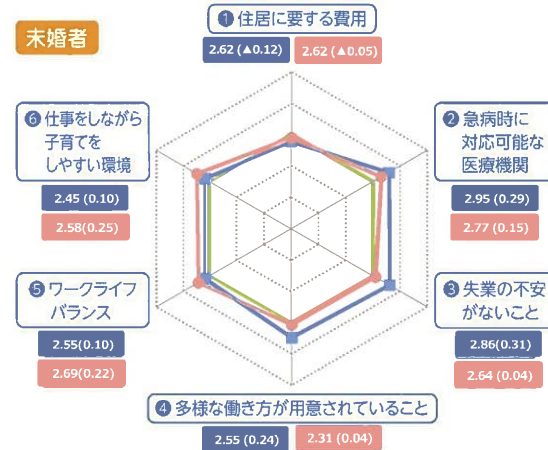 未婚者
❶ 住居に要する費用
2.62 (▲0.12) 2.62 (▲0.05)
❷ 急病時に
対応可能な
医療機関
2.95 (0.29)
2.77 (0.15)
❸ 失業の不安
がないこと
2.86(0.31)
2.64 (0.04)
❹ 多様な働き方が用意されていること
2.55 (0.24) 2.31 (0.04)
❺ ワークライフ
バランス
2.55(0.10)
2.69(0.22)
❻ 仕事をしながら
子育てを
しやすい環境
2.45 (0.10)
2.58(0.25)